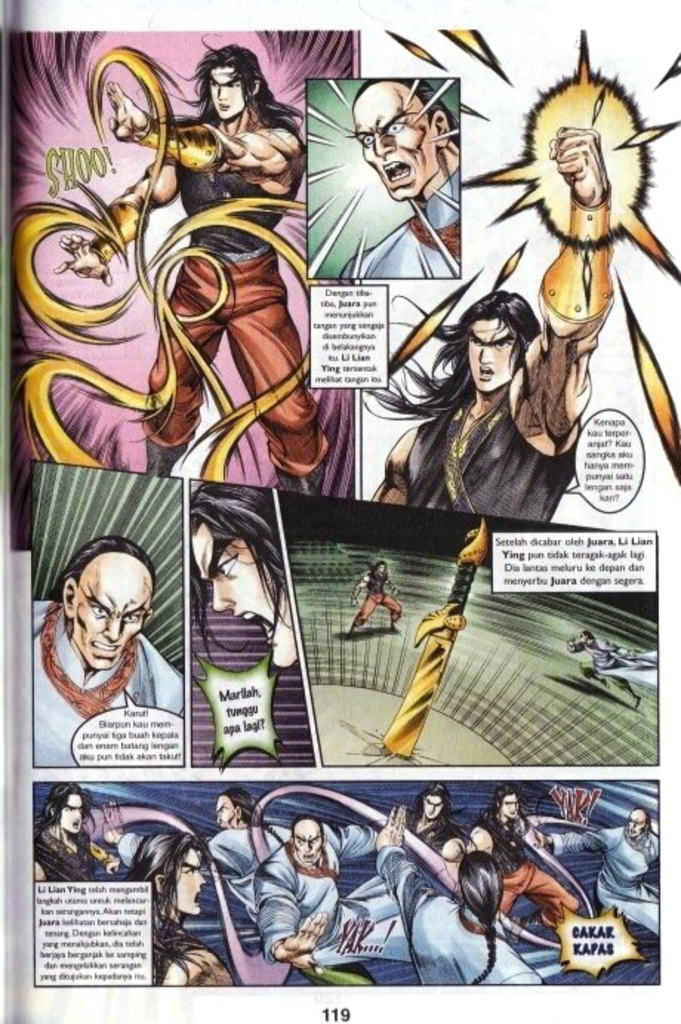 SHOO!
Dengan tiba-
tiba, Juara pun
menunjukkan
tangan yang sengaja
disembunyikan
di belakangnya
itu. Li Lian
Ying tersentak
melihat tangan itu.
Kenapa
kau terper-
anjat? Kau
sangka aku
hanya mem-
punyai satu
lengan saja
kan?
Karut!
Biarpun kau mem-
punyai tiga buah kepala
dan enam batang lengan
aku pun tidak akan takut!
Marilah,
tunggu
apa lagi?
Setelah dicabar oleh Juara, Li Lian
Ying pun tidak teragak-agak lagi.
Dia lantas meluru ke depan dan
menyerbu Juara dengan segera.
Li Lian Ying telah mengambil
langkah utama untuk melancar-
kan serangannya. Akan tetapi
Juara kelihatan bersahaja dan
tenang. Dengan kelincahan
yang menakjubkan, dia telah
berjaya berganjak ke samping
dan mengelakkan serangan
yang ditujukan kepadanya itu.
YAK...!
YAK!
CAKAR
KAPAS
119